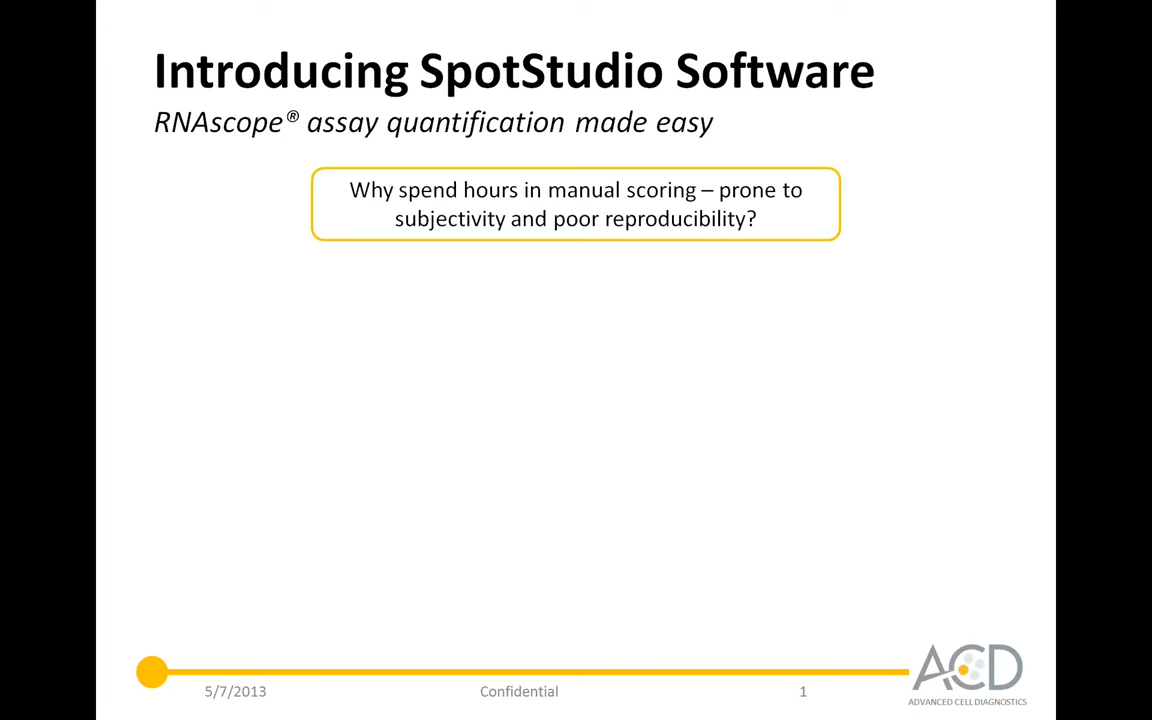 Introducing SpotStudio Software
RNAscope® assay quantification made easy
Why spend hours in manual scoring – prone to
subjectivity and poor reproducibility?
5/7/2013
Confidential
1
ACD
ADVANCED CELL DIAGNOSTICS